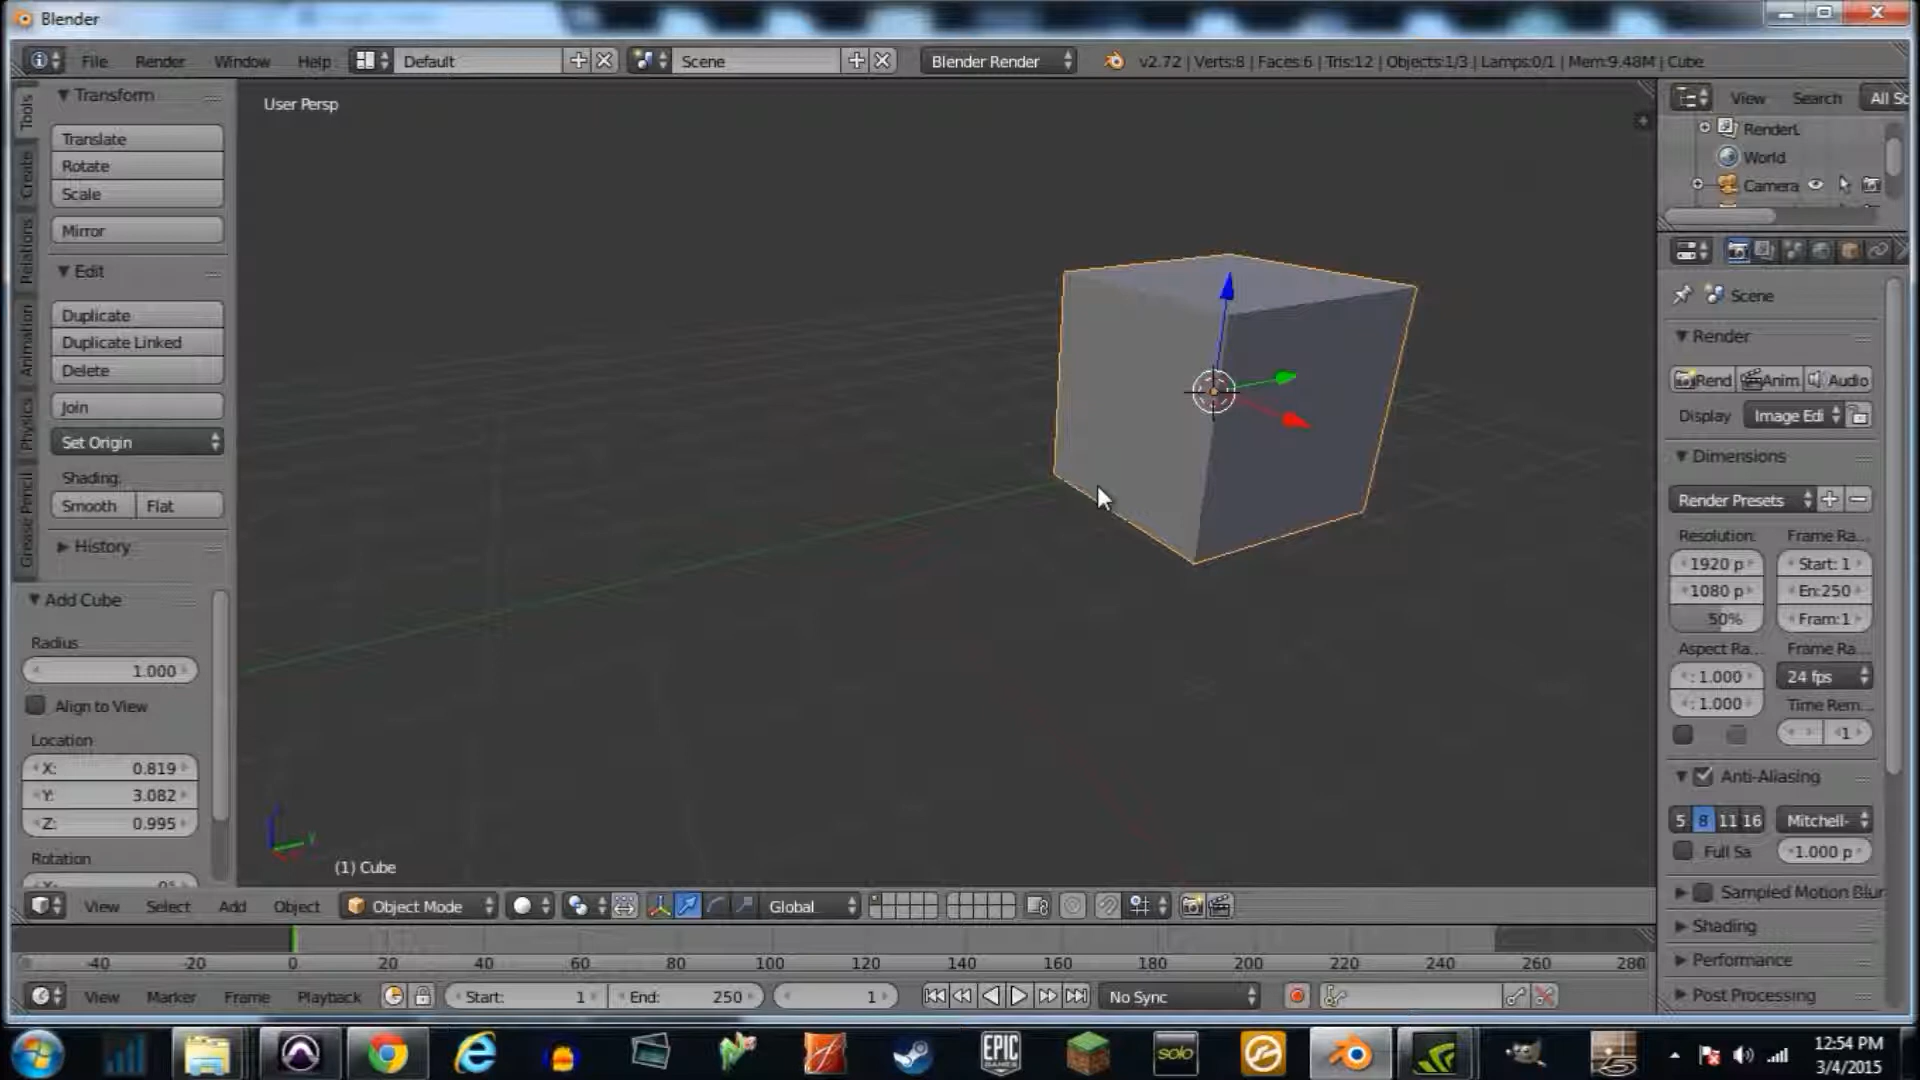 Blender
File Render Window Help Default Scene Blender Render v2.72 | Verts:8 | Faces:6 | Tris:12 | Objects:1/3 | Lamps:0/1 | Mem:9.48M | Cube
Tools
Create
Relations
Animation
Physics
Grease Pencil
Transform
Translate
Rotate
Scale
Mirror
Edit
Duplicate
Duplicate Linked
Delete
Join
Set Origin
Shading:
Smooth Flat
History
Add Cube
Radius
1.000
Align to View
Location
X: 0.819
Y: 3.082
Z: 0.995
Rotation
User Persp
(1) Cube
View Search All Sc
RenderL
World
Camera
Scene
Render
Rend Anim Audio
Display Image Edi
Dimensions
Render Presets
Resolution: Frame Ra...
1920 p Start: 1
1080 p En:250
50% Fram:1
Aspect Ra... Frame Ra...
: 1.000 24 fps
: 1.000 Time Rem...
1
Anti-Aliasing
5 8 11 16 Mitchell-
Full Sa 1.000 p
Sampled Motion Blur
Shading
Performance
Post Processing
View Select Add Object Object Mode Global
-40 -20 0 20 40 60 80 100 120 140 160 180 200 220 240 260 280
View Marker Frame Playback Start: 1 End: 250 1 No Sync
EPIC GAMES
solo
12:54 PM
3/4/2015